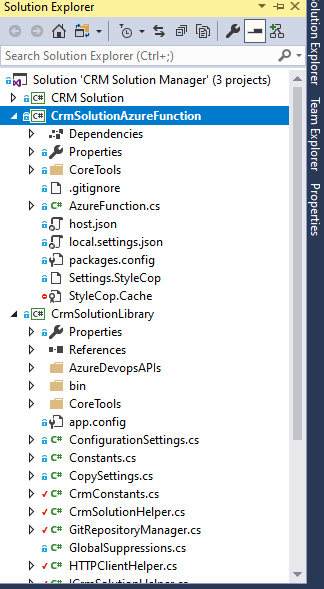 Solution Explorer
Search Solution Explorer (Ctrl+;)
Solution 'CRM Solution Manager' (3 projects)
C# CRM Solution
C# CrmSolutionAzureFunction
Dependencies
Properties
CoreTools
.gitignore
C# AzureFunction.cs
host.json
local.settings.json
packages.config
Settings.StyleCop
StyleCop.Cache
C# CrmSolutionLibrary
Properties
References
AzureDevopsAPIs
bin
CoreTools
app.config
C# ConfigurationSettings.cs
C# Constants.cs
C# CopySettings.cs
C# CrmConstants.cs
C# CrmSolutionHelper.cs
C# GitRepositoryManager.cs
C# GlobalSuppressions.cs
C# HTTPClientHelper.cs
C# ICrmSolutionHelper.cs
Solution Explorer
Team Explorer
Properties